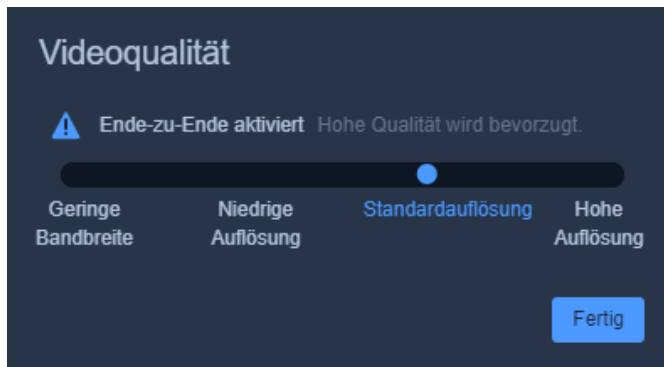 Videoqualität
Ende-zu-Ende aktiviert Hohe Qualität wird bevorzugt.
Geringe Bandbreite
Niedrige Auflösung
Standardauflösung
Hohe Auflösung
Fertig